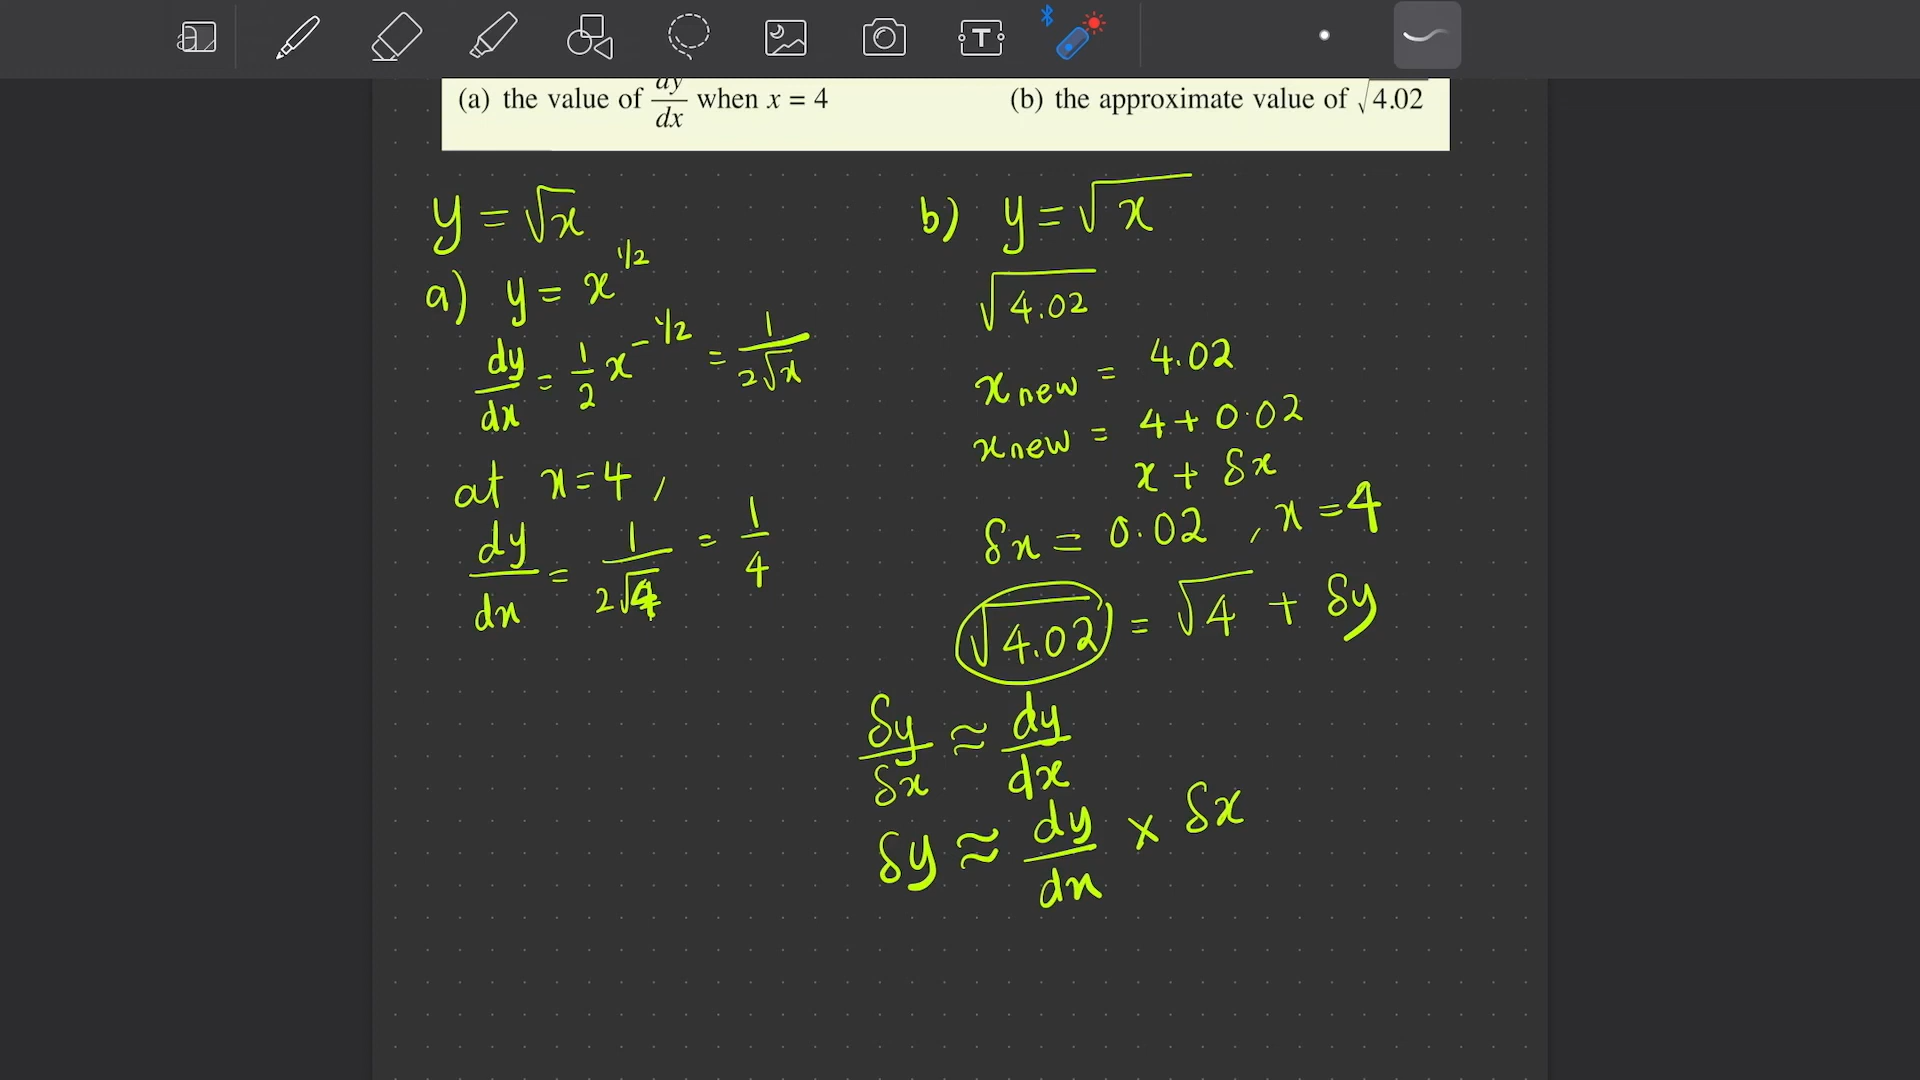 (a) the value of dy/dx when x = 4
(b) the approximate value of √4.02
y = √x
a) y = x^1/2
dy/dx = 1/2 x^-1/2 = 1/2√x
at x=4,
dy/dx = 1/2√4 = 1/4
b) y = √x
√4.02
x new = 4.02
x new = 4 + 0.02
x + δx
δx = 0.02 , x = 4
√4.02 = √4 + δy
δy/δx ≈ dy/dx
δy ≈ dy/dx × δx